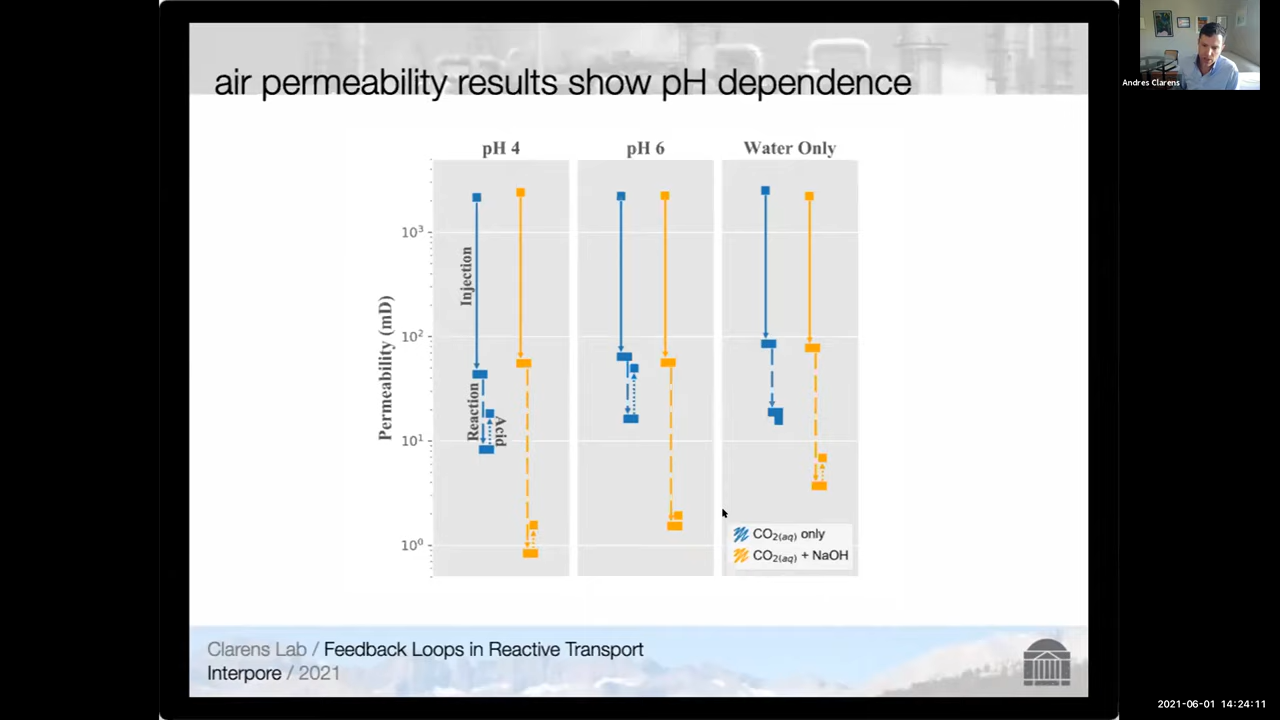 air permeability results show pH dependence
Andres Clarens
pH 4
pH 6
Water Only
Permeability (mD)
10³
10²
10¹
10⁰
Injection
Reaction
Acid
CO₂(aq) only
CO₂(aq) + NaOH
Clarens Lab / Feedback Loops in Reactive Transport
Interpore / 2021
2021-06-01 14:24:11